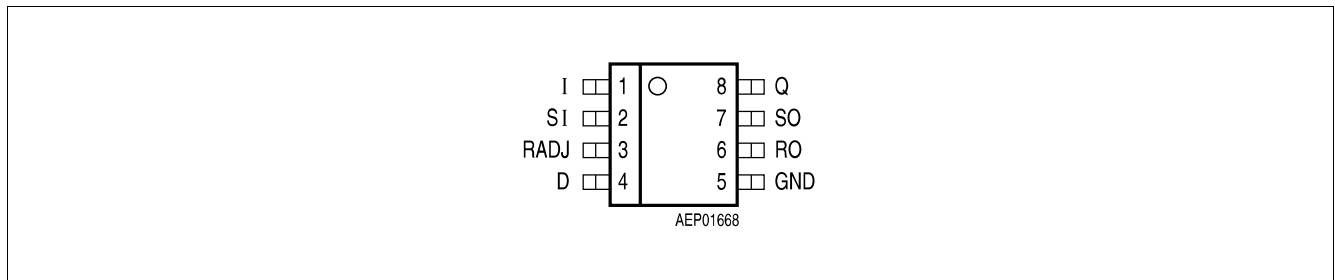 I 1 8 Q
SI 2 7 SO
RADJ 3 6 RO
D 4 5 GND
AEP01668